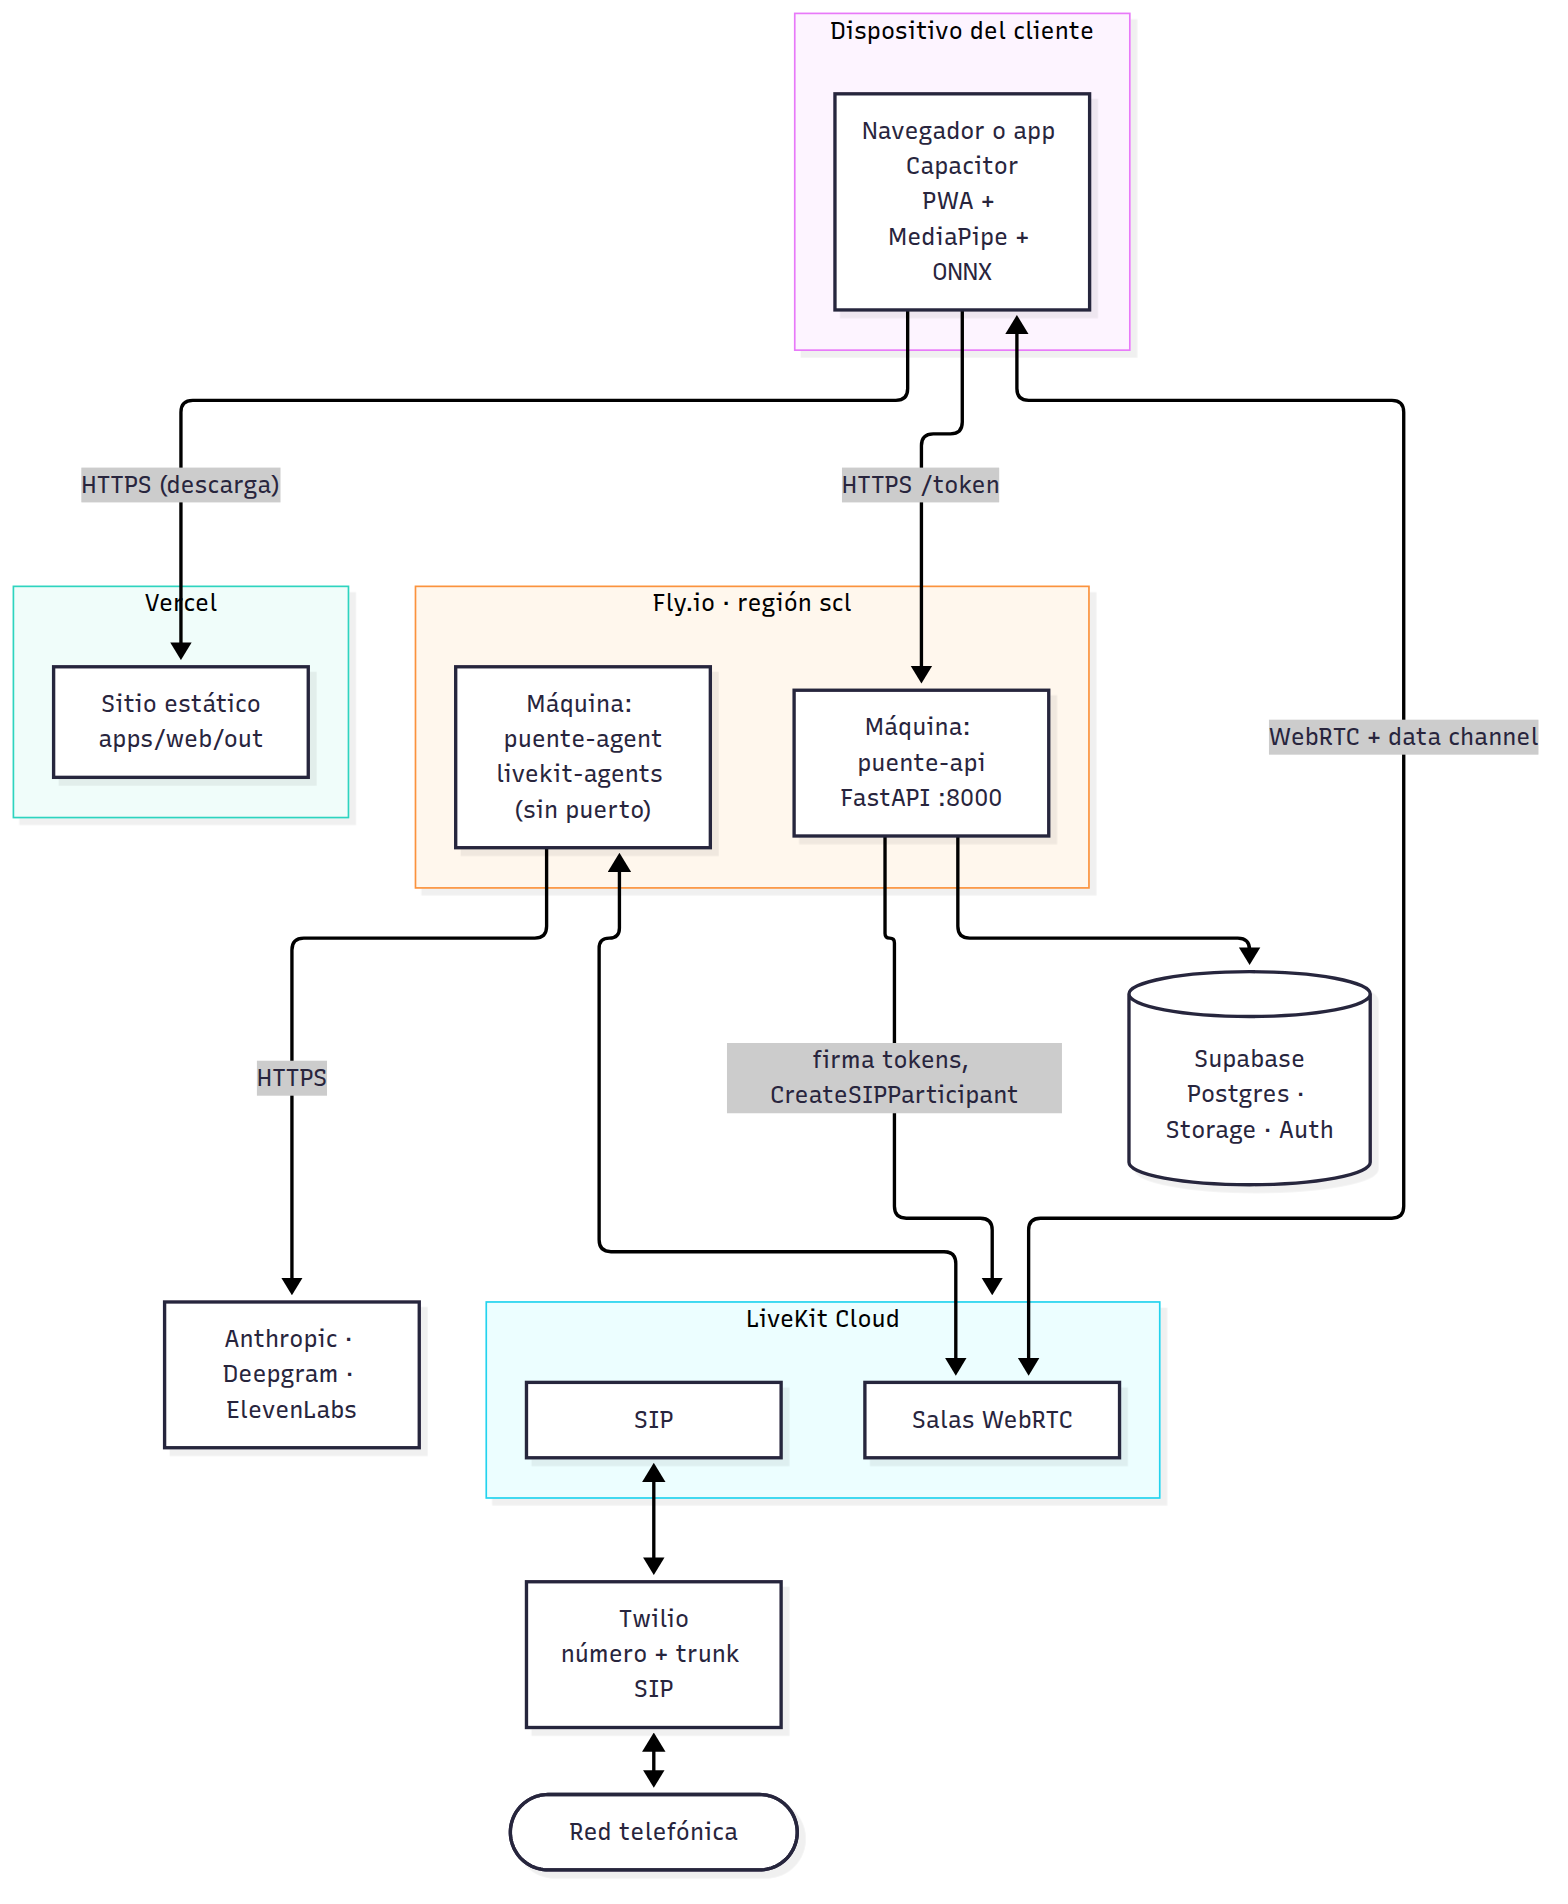 Dispositivo del cliente
Navegador o app
Capacitor
PWA +
MediaPipe +
ONNX
HTTPS (descarga)
HTTPS /token
WebRTC + data channel
Vercel
Sitio estático
apps/web/out
Fly.io · región scl
Máquina:
puente-agent
livekit-agents
(sin puerto)
Máquina:
puente-api
FastAPI :8000
HTTPS
firma tokens,
CreateSIPParticipant
Supabase
Postgres ·
Storage · Auth
Anthropic ·
Deepgram ·
ElevenLabs
LiveKit Cloud
SIP
Salas WebRTC
Twilio
número + trunk
SIP
Red telefónica